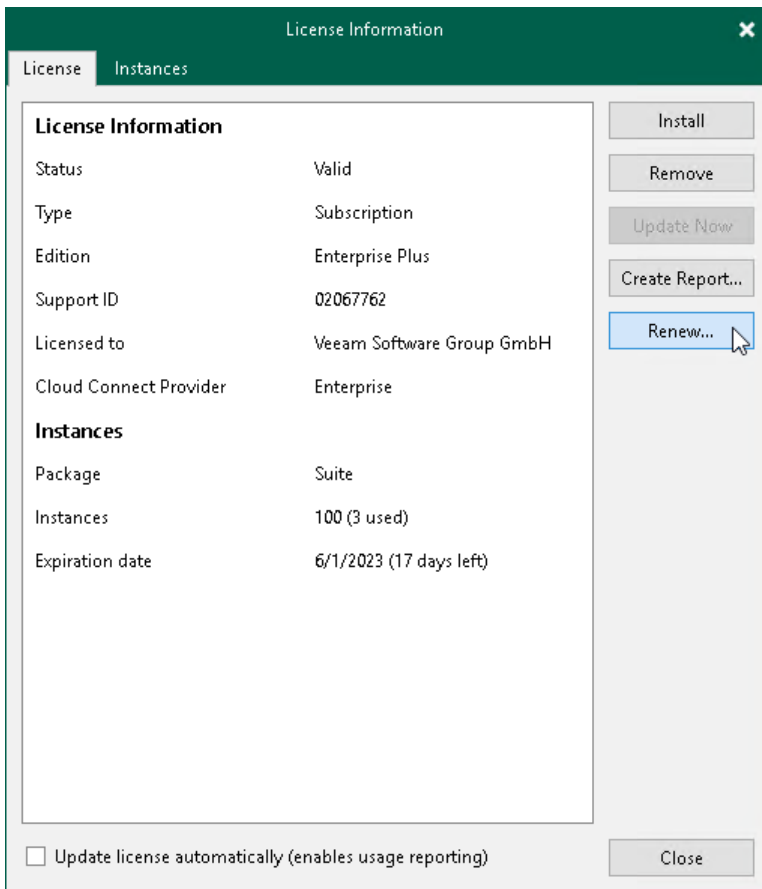 License Information
License Instances
License Information
Status Valid
Type Subscription
Edition Enterprise Plus
Support ID 02067762
Licensed to Veeam Software Group GmbH
Cloud Connect Provider Enterprise
Instances
Package Suite
Instances 100 (3 used)
Expiration date 6/1/2023 (17 days left)
Install
Remove
Update Now
Create Report...
Renew...
Update license automatically (enables usage reporting)
Close